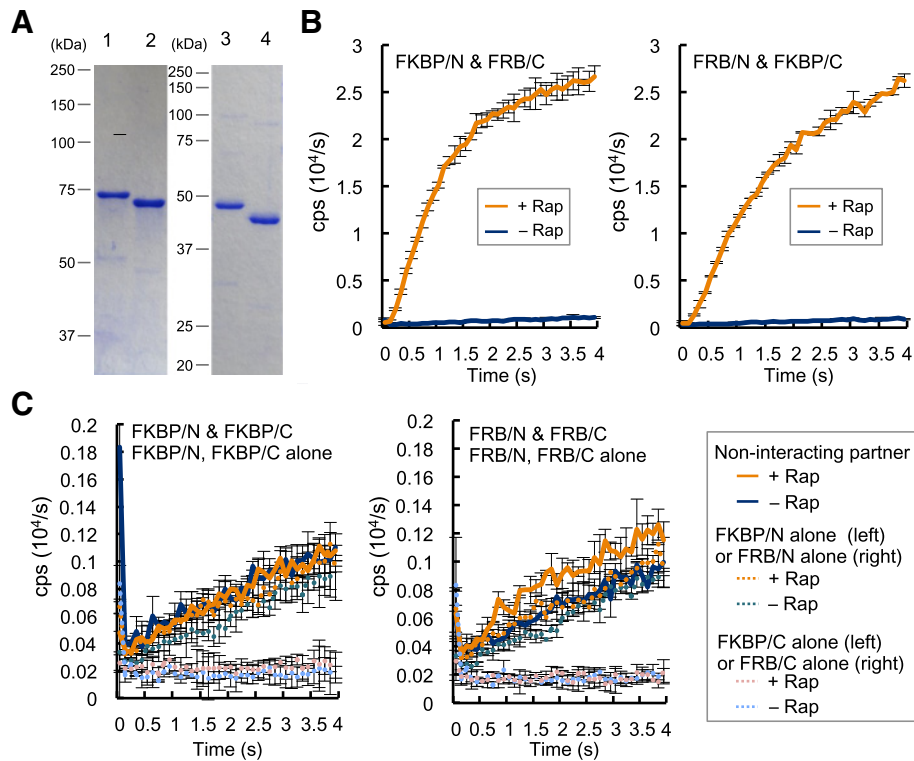 A
(kDa) 1 2 (kDa) 3 4
250
150
100
75
50
37
250
150
100
75
50
37
25
20
B
FKBP/N & FRB/C
cps (10⁴/s)
3
2.5
2
1.5
1
0.5
0
+ Rap
– Rap
0 0.5 1 1.5 2 2.5 3 3.5 4
Time (s)
FRB/N & FKBP/C
cps (10⁴/s)
3
2.5
2
1.5
1
0.5
0
+ Rap
– Rap
0 0.5 1 1.5 2 2.5 3 3.5 4
Time (s)
C
FKBP/N & FKBP/C
FKBP/N, FKBP/C alone
cps (10⁴/s)
0.2
0.18
0.16
0.14
0.12
0.1
0.08
0.06
0.04
0.02
0
0 0.5 1 1.5 2 2.5 3 3.5 4
Time (s)
FRB/N & FRB/C
FRB/N, FRB/C alone
cps (10⁴/s)
0.2
0.18
0.16
0.14
0.12
0.1
0.08
0.06
0.04
0.02
0
0 0.5 1 1.5 2 2.5 3 3.5 4
Time (s)
Non-interacting partner
+ Rap
– Rap
FKBP/N alone (left)
or FRB/N alone (right)
+ Rap
– Rap
FKBP/C alone (left)
or FRB/C alone (right)
+ Rap
– Rap